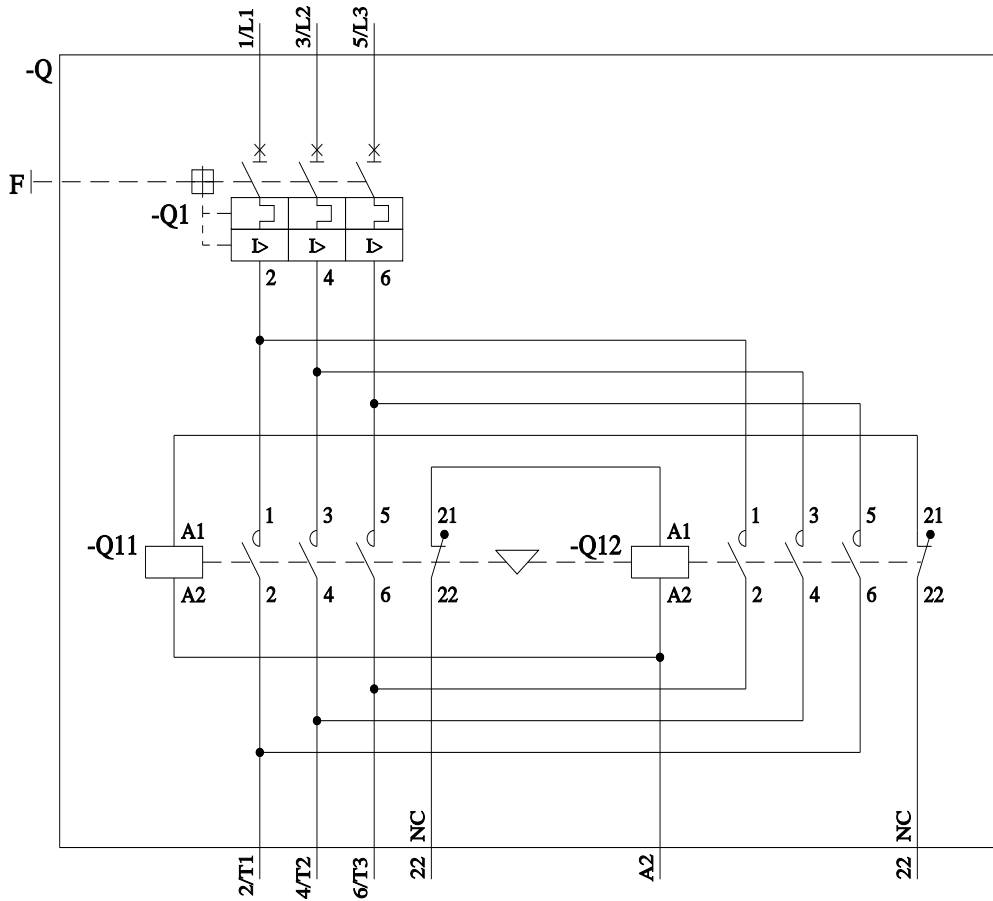 1/L1 3/L2 5/L3
-Q
F
-Q1
I> I> I>
2 4 6
1 3 5 21 1 3 5 21
-Q11 A1 -Q12 A1
A2 2 4 6 22 A2 2 4 6 22
NC NC
2/T1 4/T2 6/T3 22 A2 22